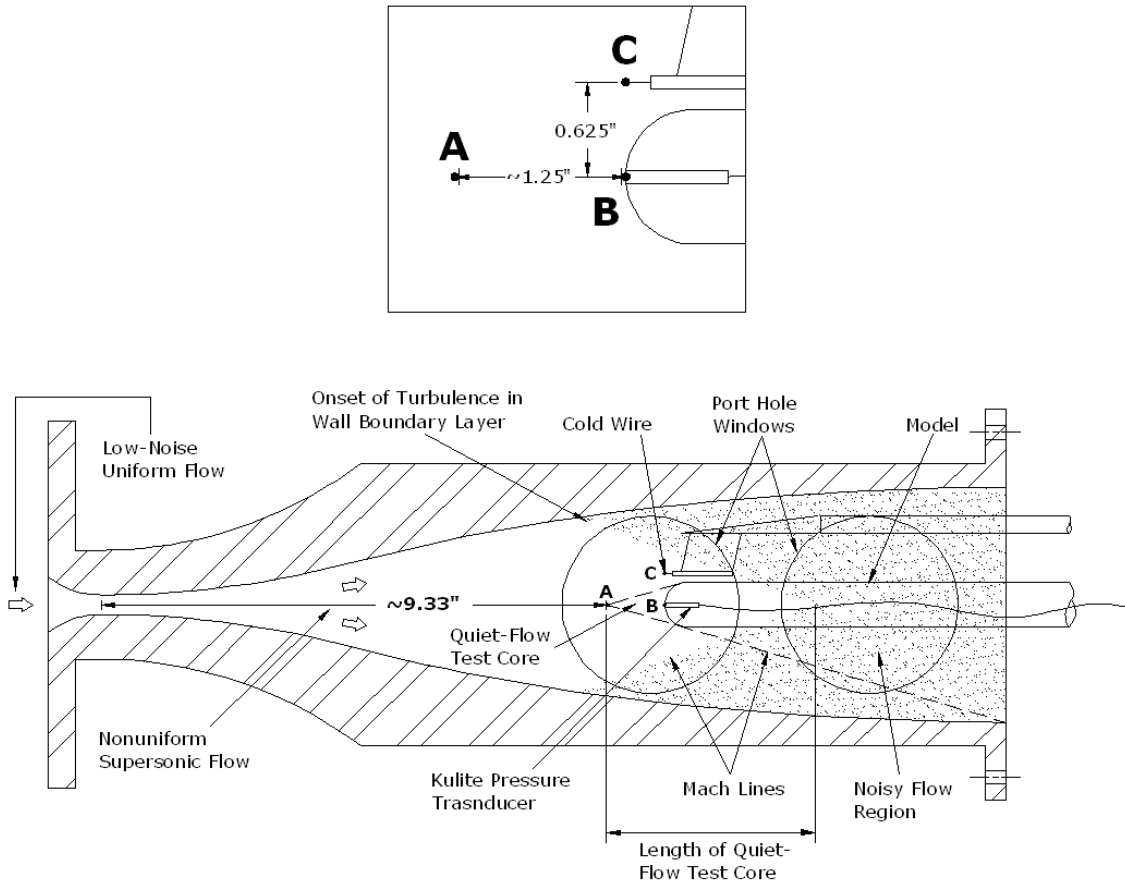 C
0.625"
A
~1.25"
B
Onset of Turbulence in
Wall Boundary Layer
Cold Wire
Port Hole
Windows
Model
Low-Noise
Uniform Flow
C
A
~9.33"
B
Quiet-Flow
Test Core
Nonuniform
Supersonic Flow
Kulite Pressure
Trasnducer
Mach Lines
Noisy Flow
Region
Length of Quiet-
Flow Test Core